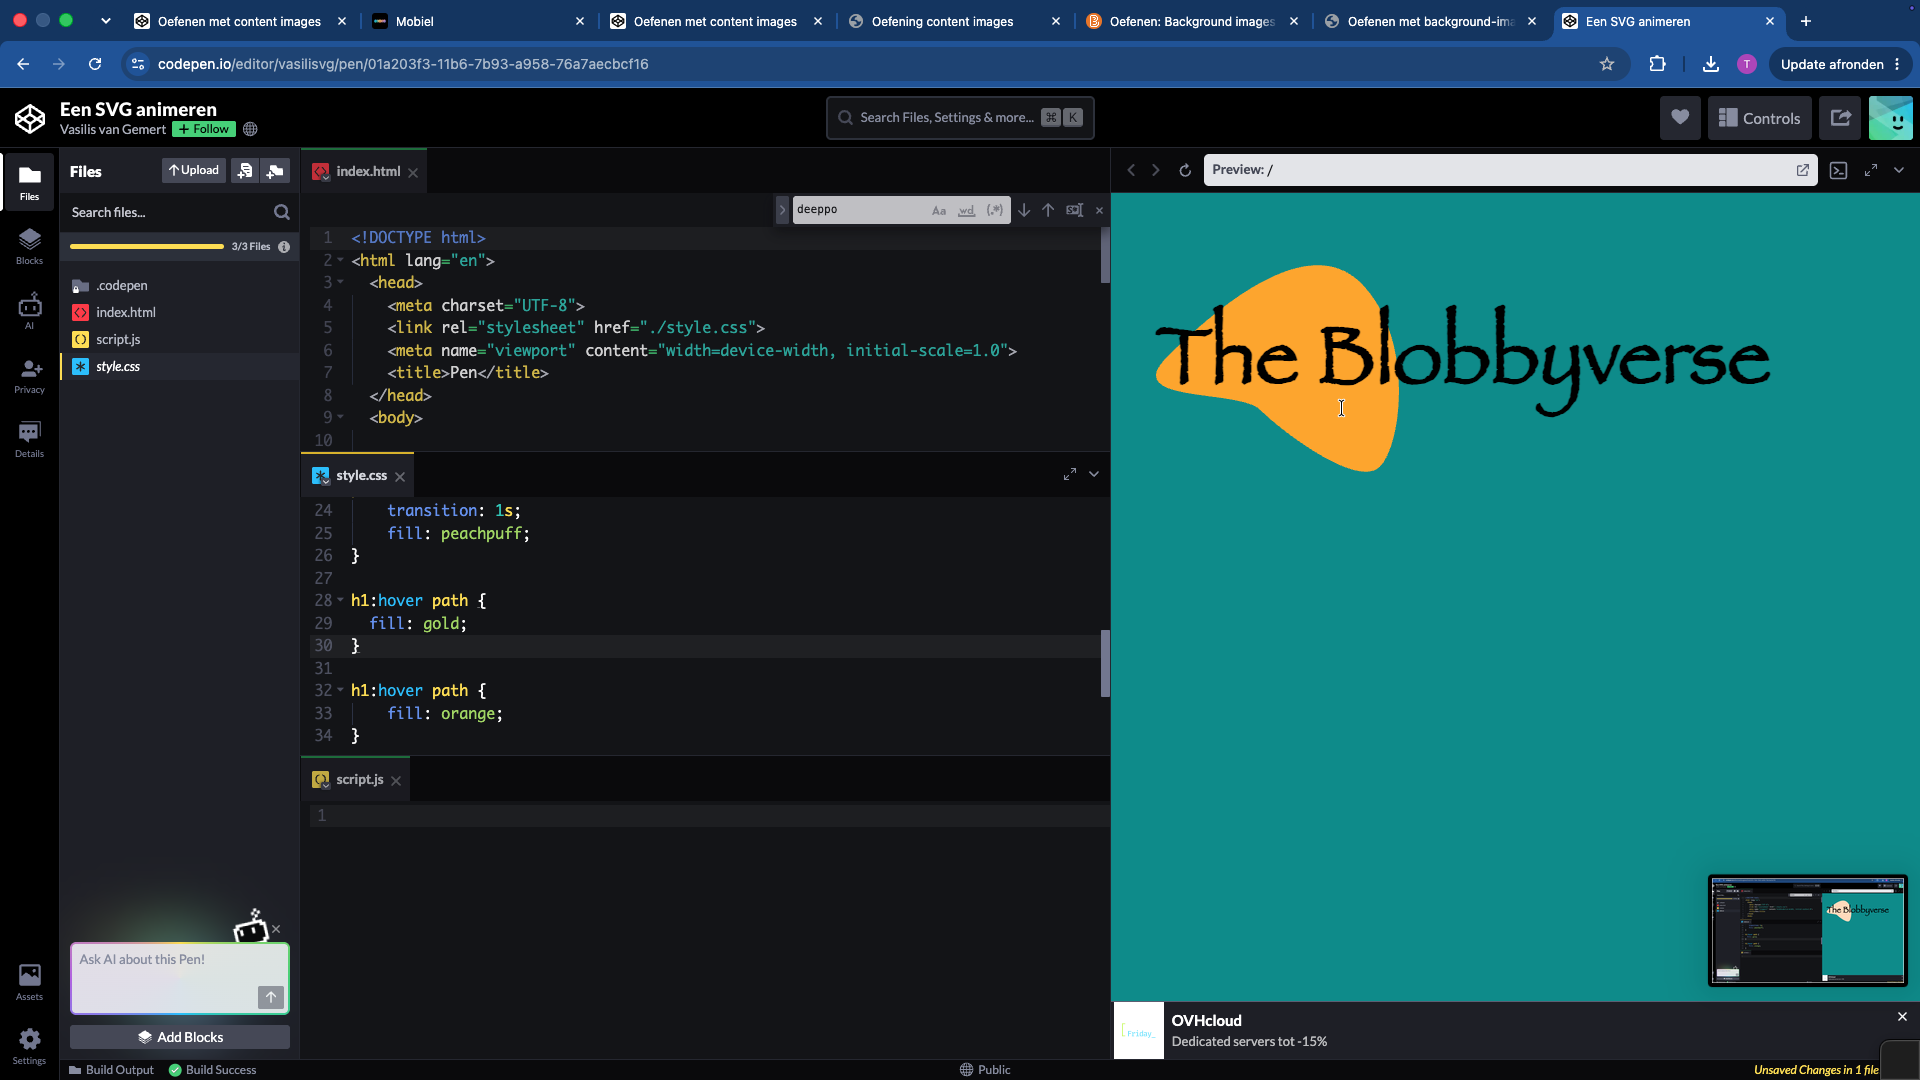 Oefenen met content images
Mobiel
Oefenen met content images
Oefening content images
Oefenen: Background images
Oefenen met background-ima
Een SVG animeren
codepen.io/editor/vasilisvg/pen/01a203f3-11b6-7b93-a958-76a7aecbcf16
T
Update afronden
Een SVG animeren
Vasilis van Gemert
+ Follow
Search Files, Settings & more...
⌘ K
Controls
Files
Blocks
AI
Privacy
Details
Assets
Settings
Files
Upload
Search files...
3/3 Files
.codepen
index.html
script.js
style.css
Ask AI about this Pen!
Add Blocks
index.html
deeppo
Aa
wd
(.*)
1 <!DOCTYPE html>
2 <html lang="en">
3 <head>
4 <meta charset="UTF-8">
5 <link rel="stylesheet" href="./style.css">
6 <meta name="viewport" content="width=device-width, initial-scale=1.0">
7 <title>Pen</title>
8 </head>
9 <body>
10
style.css
24 transition: 1s;
25 fill: peachpuff;
26 }
27
28 h1:hover path {
29 fill: gold;
30 }
31
32 h1:hover path {
33 fill: orange;
34 }
script.js
1
Preview: /
The Blobbyverse
The Blobbyverse
Friday_
OVHcloud
Dedicated servers tot -15%
Build Output
Build Success
Public
Unsaved Changes in 1 file